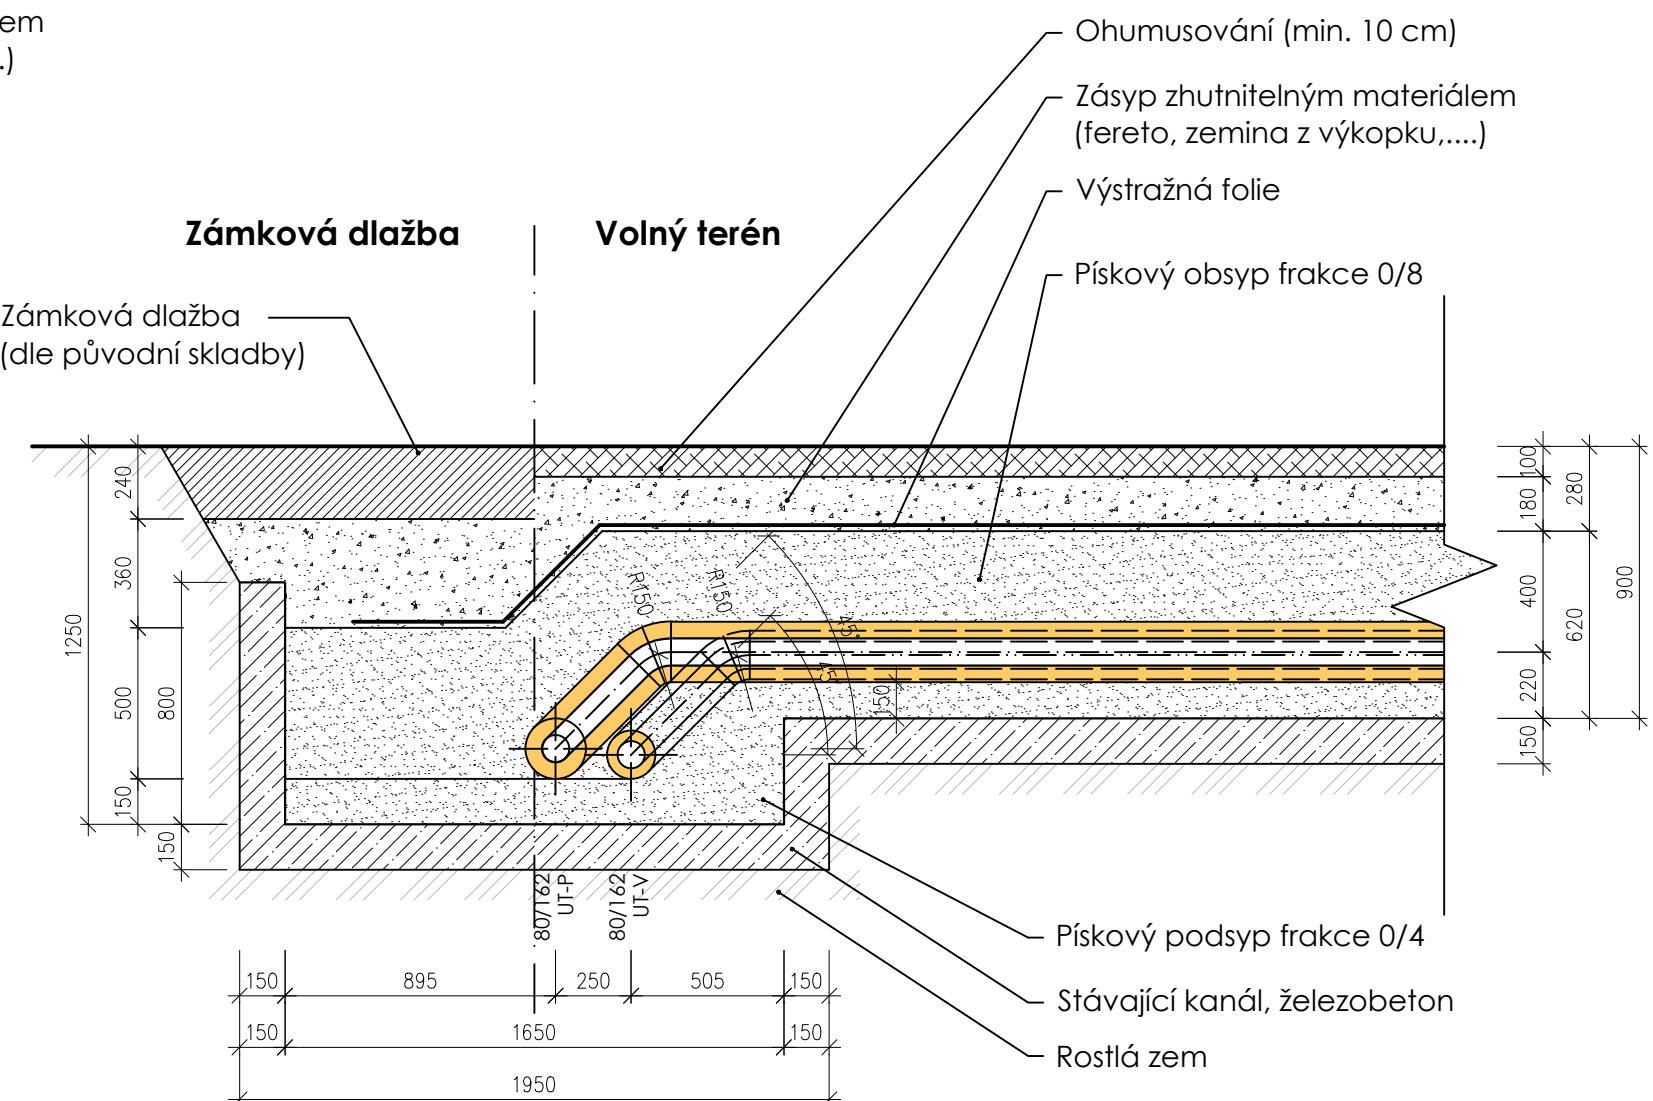 em
.)
Ohumusování (min. 10 cm)
Zásyp zhutnitelným materiálem
(fereto, zemina z výkopku,....)
Výstražná folie
Zámková dlažba
Volný terén
Pískový obsyp frakce 0/8
Zámková dlažba
(dle původní skladby)
1250
240
360
500
150
800
150
R150
R150
45°
45°
150
100
180
400
220
150
280
620
900
80/162
UT-P
80/162
UT-V
Pískový podsyp frakce 0/4
Stávající kanál, železobeton
Rostlá zem
150
895
250
505
150
150
1650
150
1950